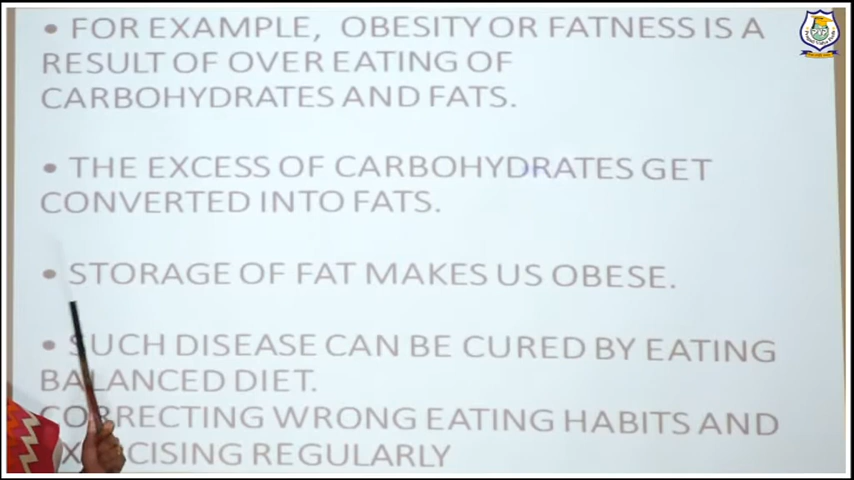 • FOR EXAMPLE, OBESITY OR FATNESS IS A
RESULT OF OVER EATING OF
CARBOHYDRATES AND FATS.
• THE EXCESS OF CARBOHYDRATES GET
CONVERTED INTO FATS.
• STORAGE OF FAT MAKES US OBESE.
• SUCH DISEASE CAN BE CURED BY EATING
BALANCED DIET.
CORRECTING WRONG EATING HABITS AND
REGULARLY